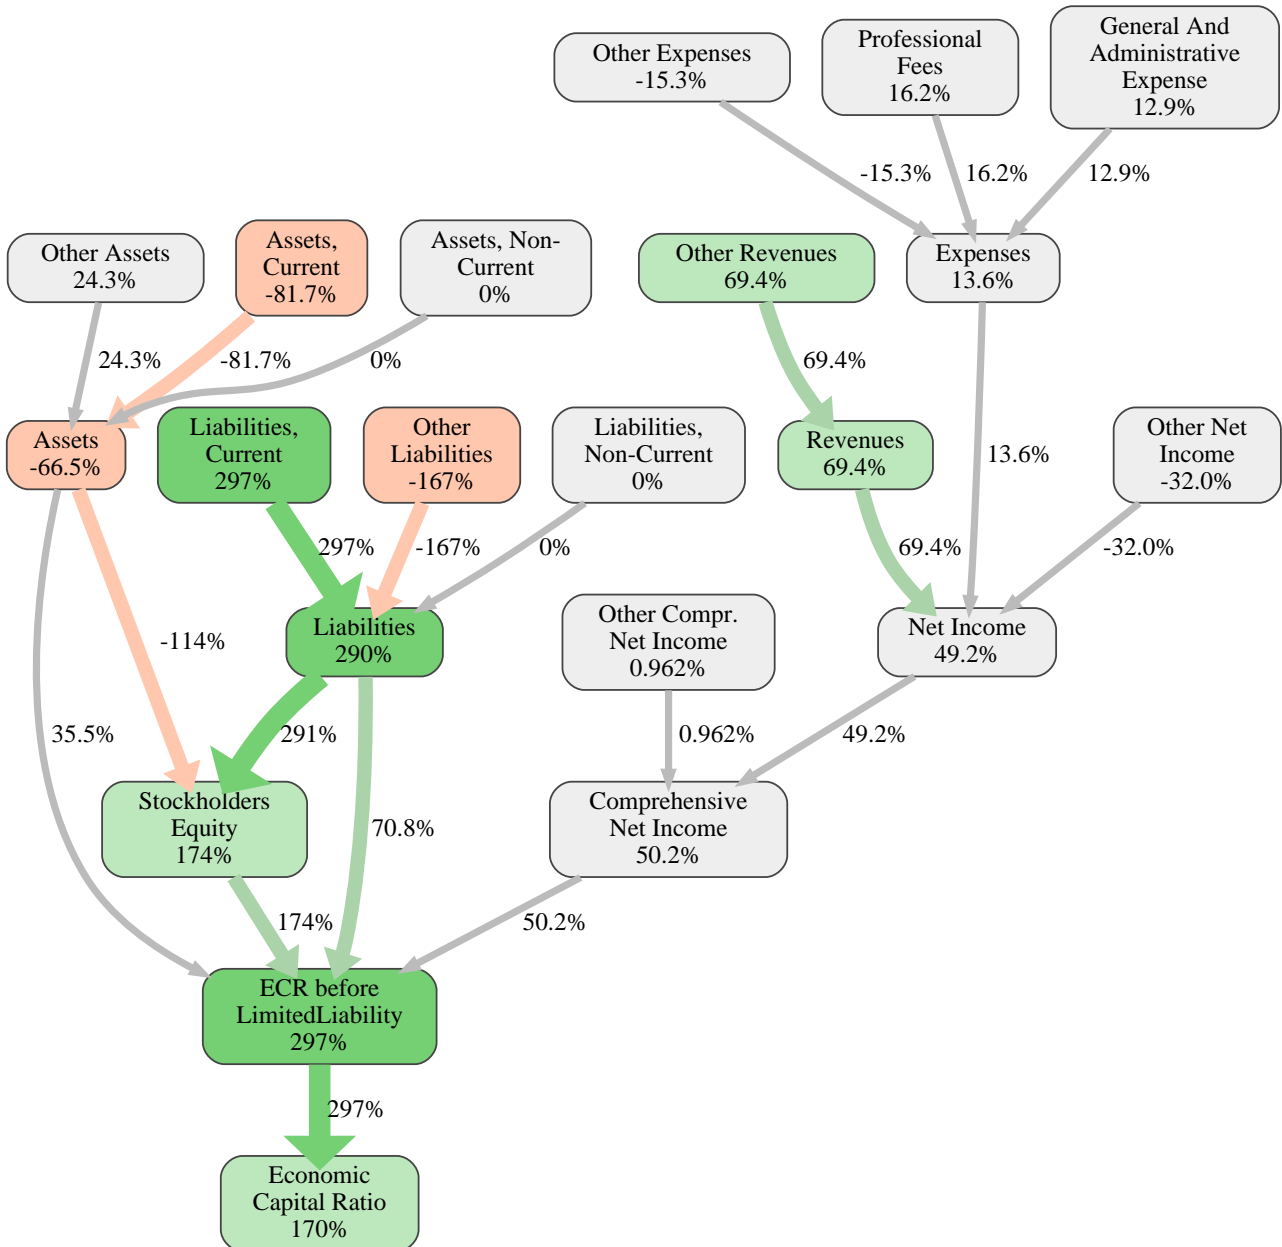 Other Expenses
-15.3%
Professional
Fees
16.2%
General And
Administrative
Expense
12.9%
-15.3%
16.2%
12.9%
Other Assets
24.3%
Assets,
Current
-81.7%
Assets, Non-
Current
0%
Other Revenues
69.4%
Expenses
13.6%
24.3%
-81.7%
0%
69.4%
Assets
-66.5%
Liabilities,
Current
297%
Other
Liabilities
-167%
Liabilities,
Non-Current
0%
Revenues
69.4%
13.6%
Other Net
Income
-32.0%
297%
-167%
0%
69.4%
-32.0%
Liabilities
290%
Other Compr.
Net Income
0.962%
Net Income
49.2%
-114%
35.5%
291%
0.962%
49.2%
Stockholders
Equity
174%
70.8%
Comprehensive
Net Income
50.2%
174%
50.2%
ECR before
LimitedLiability
297%
297%
Economic
Capital Ratio
170%